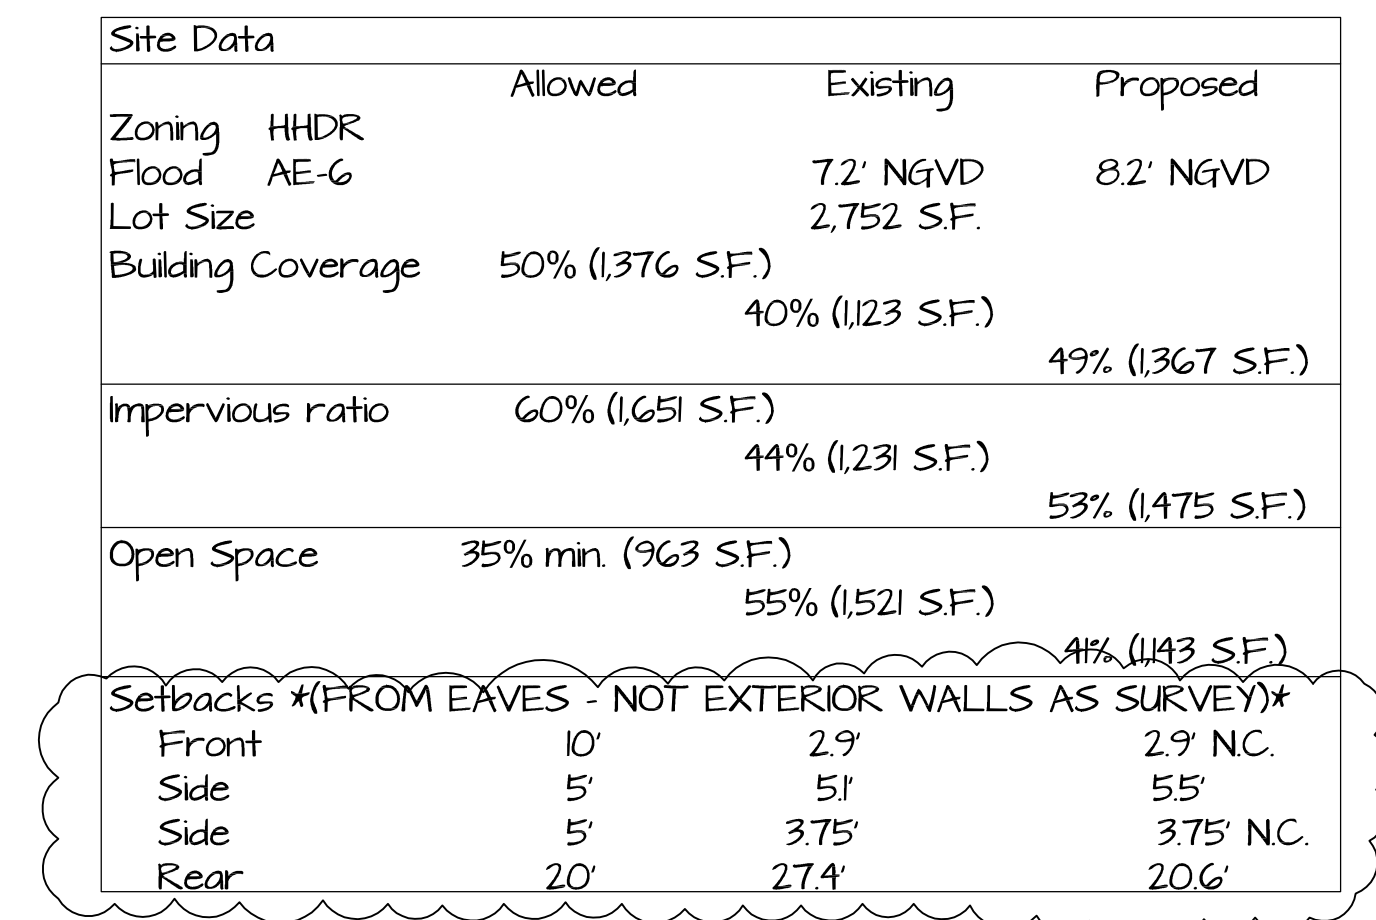 Site Data
Allowed Existing Proposed
Zoning HHDR
Flood AE-6 7.2' NGVD 8.2' NGVD
Lot Size 2,752 S.F.
Building Coverage 50% (1,376 S.F.)
40% (1,123 S.F.)
49% (1,367 S.F.)
Impervious ratio 60% (1,651 S.F.)
44% (1,231 S.F.)
53% (1,475 S.F.)
Open Space 35% min. (963 S.F.)
55% (1,521 S.F.)
41% (1,143 S.F.)
Setbacks *(FROM EAVES - NOT EXTERIOR WALLS AS SURVEY)*
Front 10' 2.9' 2.9' N.C.
Side 5' 5.1' 5.5'
Side 5' 3.75' 3.75' N.C.
Rear 20' 27.4' 20.6'